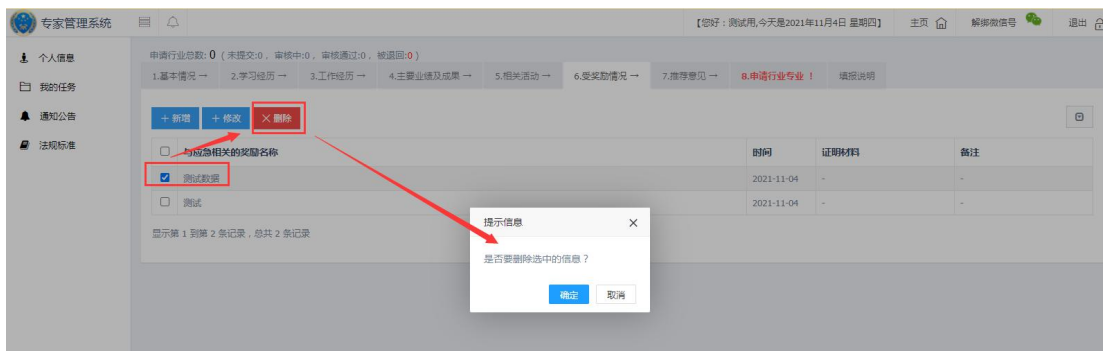 专家管理系统 【您好：测试用,今天是2021年11月4日 星期四】 主页 解绑微信号 退出
个人信息
我的任务
通知公告
法规标准
申请行业总数: 0 ( 未提交:0 , 审核中:0 , 审核通过:0 , 被退回:0 )
1.基本情况→ 2.学习经历→ 3.工作经历→ 4.主要业绩及成果→ 5.相关活动→ 6.受奖励情况→ 7.推荐意见→ 8.申请行业专业 ! 填报说明
+ 新增 + 修改 × 删除
与应急相关的奖励名称 时间 证明材料 备注
测试数据 2021-11-04 - -
测试 2021-11-04 - -
显示第 1 到第 2 条记录，总共 2 条记录
提示信息 ×
是否要删除选中的信息？
确定 取消